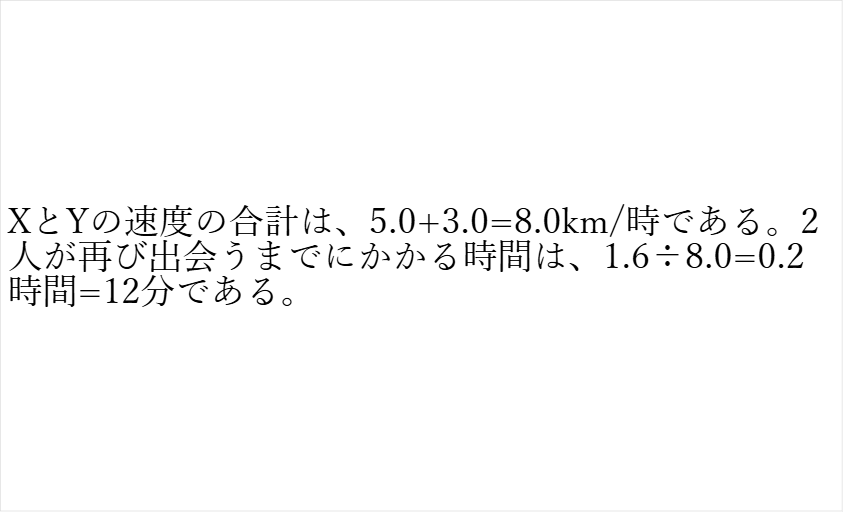 XとYの速度の合計は、5.0+3.0=8.0km/時である。2
人が再び出会うまでにかかる時間は、1.6÷8.0=0.2
時間=12分である。